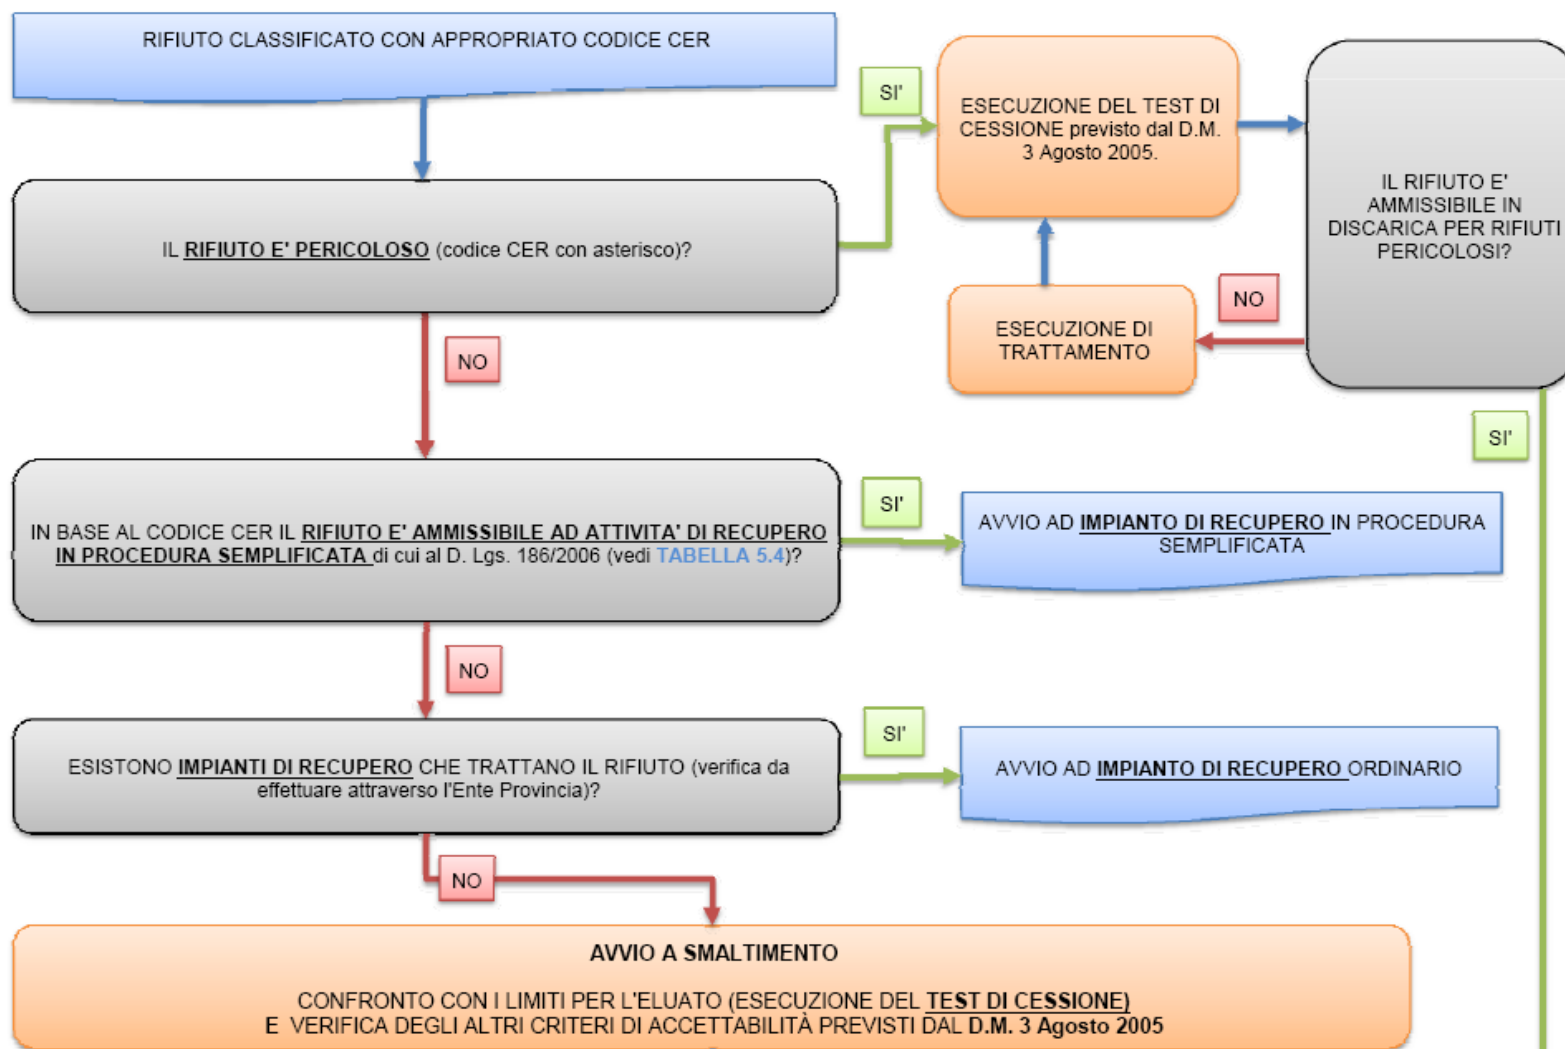 RIFIUTO CLASSIFICATO CON APPROPRIATO CODICE CER
SI'
ESECUZIONE DEL TEST DI
CESSIONE previsto dal D.M.
3 Agosto 2005.
IL RIFIUTO E'
AMMISSIBILE IN
DISCARICA PER RIFIUTI
PERICOLOSI?
IL RIFIUTO E' PERICOLOSO (codice CER con asterisco)?
NO
ESECUZIONE DI
TRATTAMENTO
NO
SI'
IN BASE AL CODICE CER IL RIFIUTO E' AMMISSIBILE AD ATTIVITA' DI RECUPERO
IN PROCEDURA SEMPLIFICATA di cui al D. Lgs. 186/2006 (vedi TABELLA 5.4)?
SI'
AVVIO AD IMPIANTO DI RECUPERO IN PROCEDURA
SEMPLIFICATA
NO
ESISTONO IMPIANTI DI RECUPERO CHE TRATTANO IL RIFIUTO (verifica da
effettuare attraverso l'Ente Provincia)?
SI'
AVVIO AD IMPIANTO DI RECUPERO ORDINARIO
NO
AVVIO A SMALTIMENTO
CONFRONTO CON I LIMITI PER L'ELUATO (ESECUZIONE DEL TEST DI CESSIONE)
E VERIFICA DEGLI ALTRI CRITERI DI ACCETTABILITÀ PREVISTI DAL D.M. 3 Agosto 2005